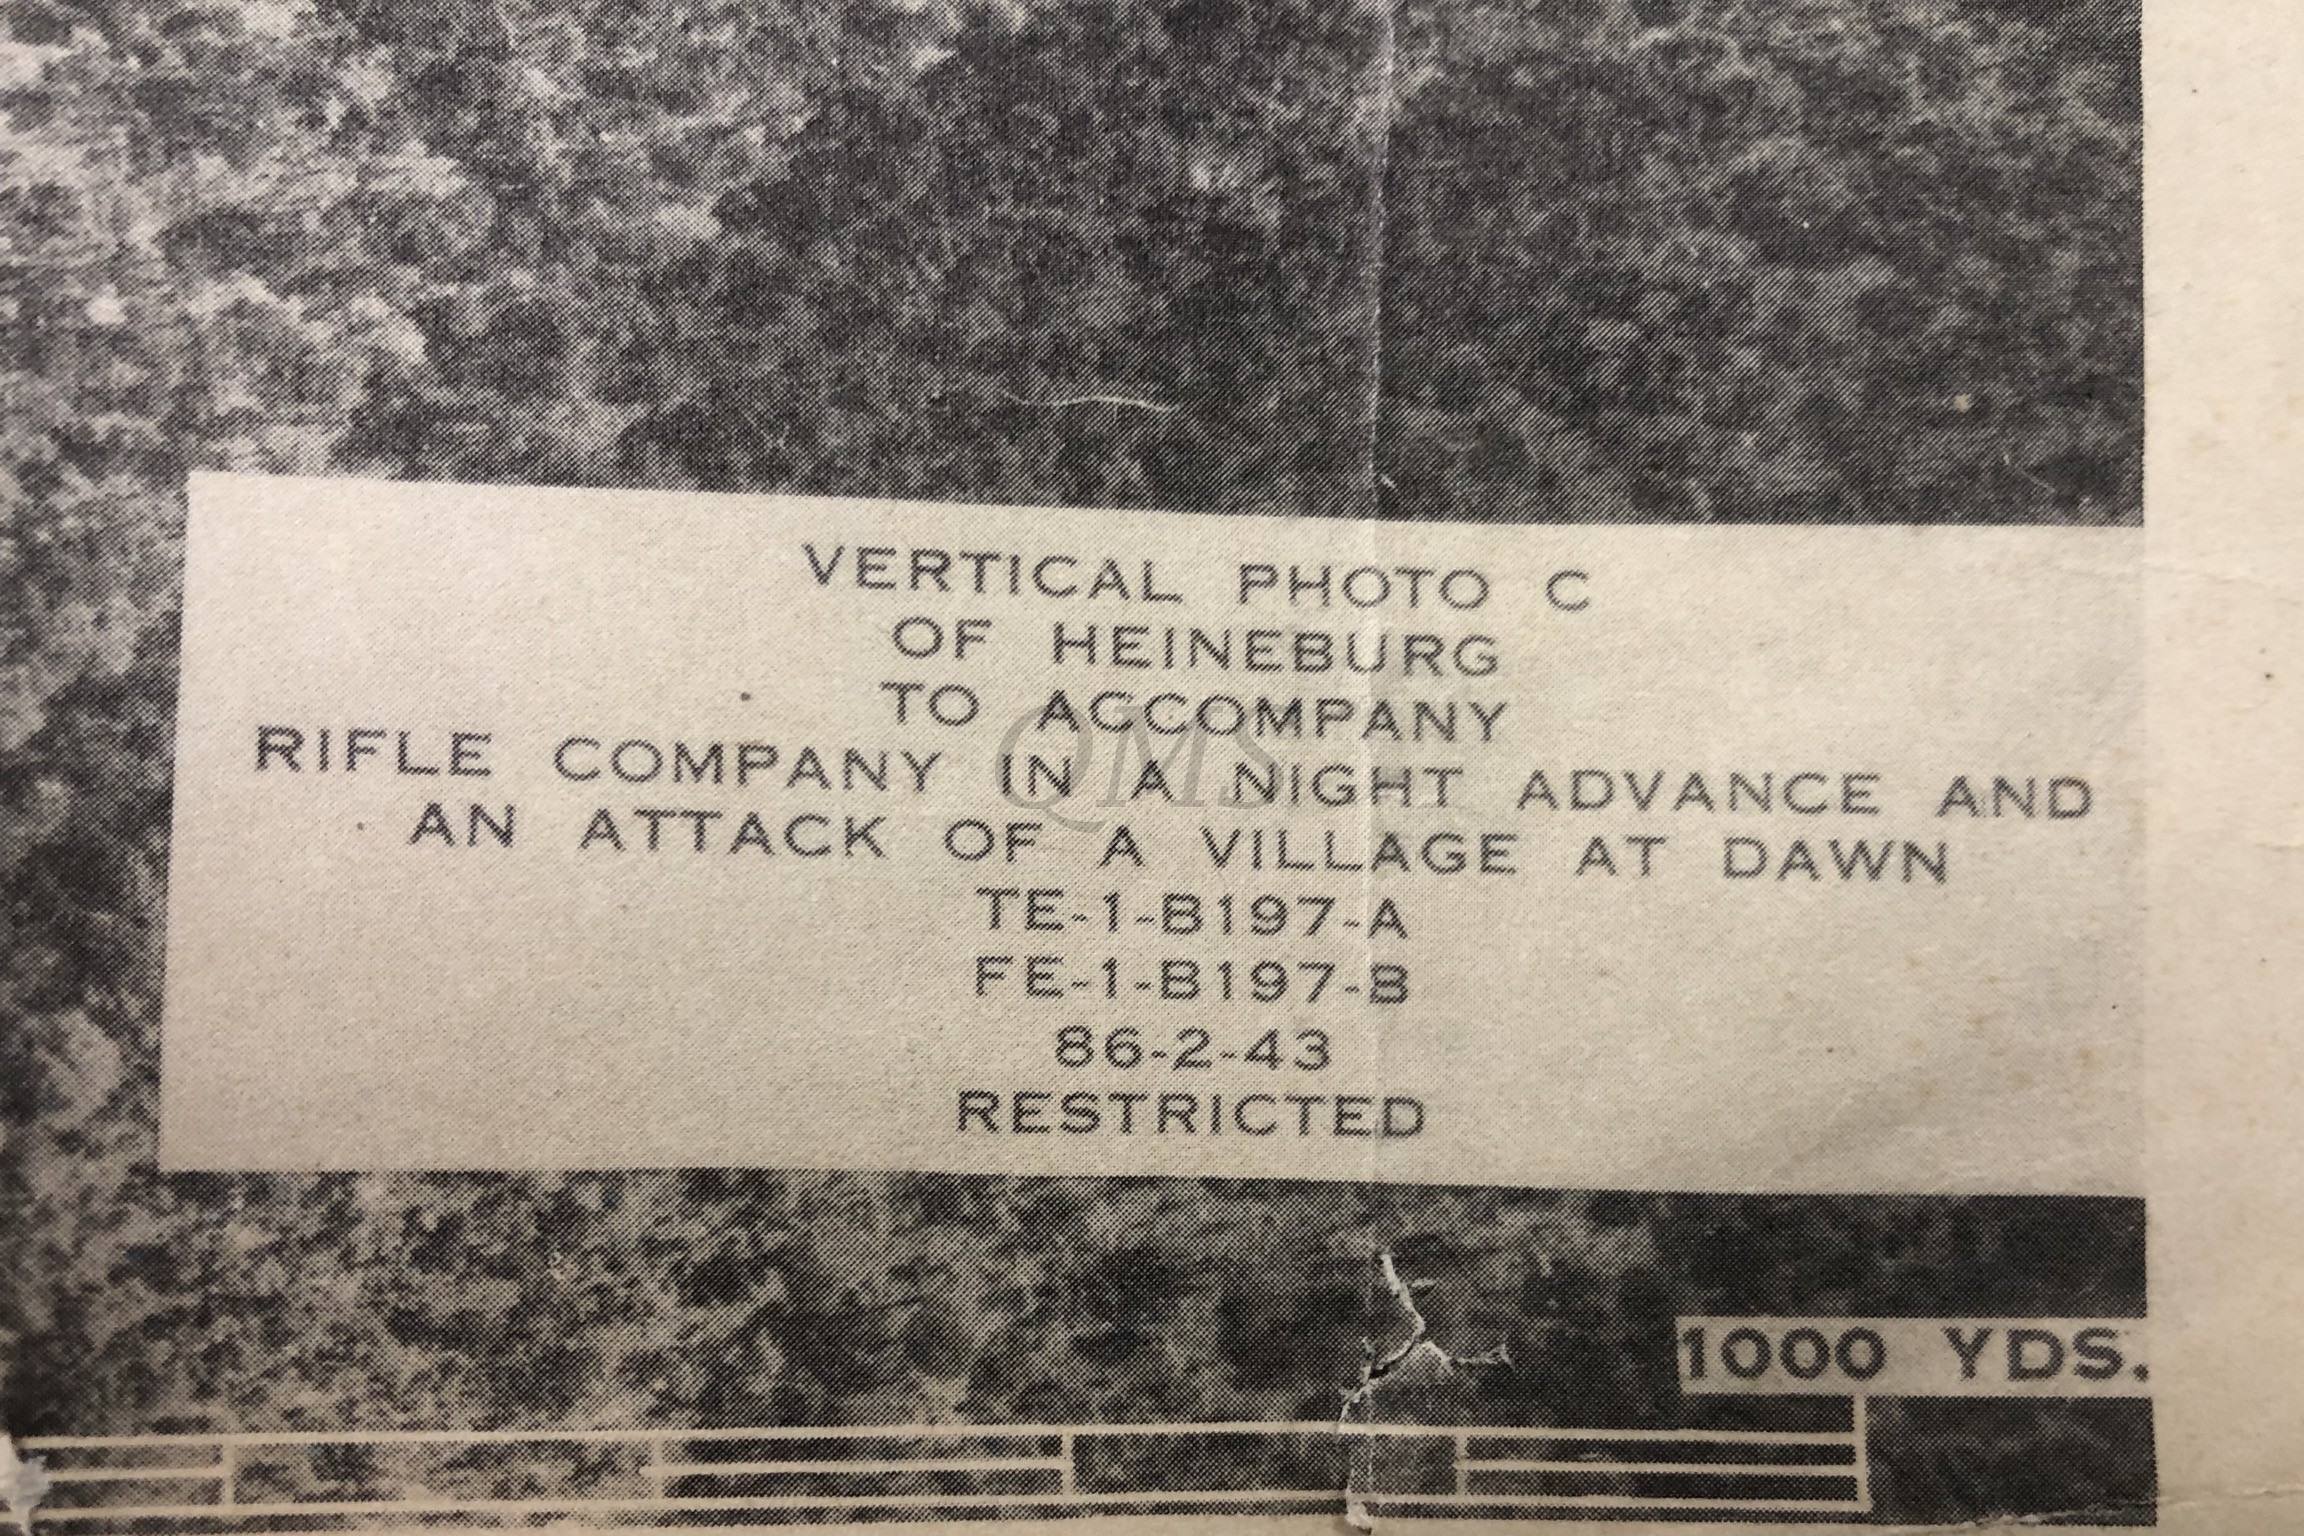 VERTICAL PHOTO C
OF HEINEBURG
TO ACCOMPANY
RIFLE COMPANY IN A NIGHT ADVANCE AND
AN ATTACK OF A VILLAGE AT DAWN
TE-1-B197-A
FE-1-B197-B
86-2-43
RESTRICTED
1000 YDS.
QMS